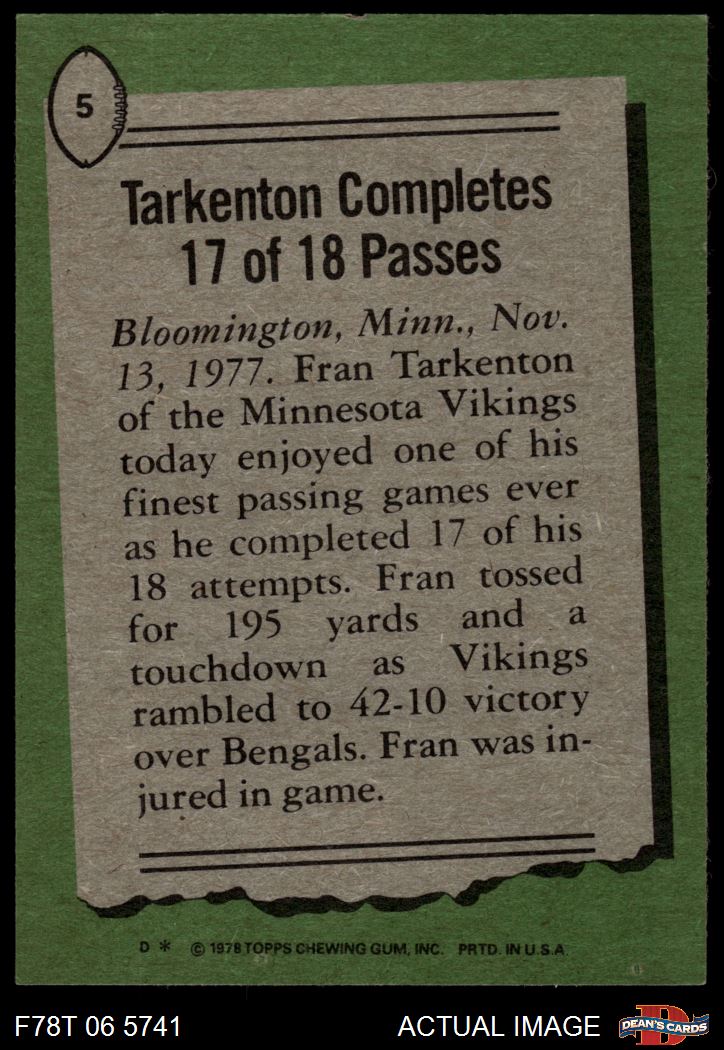 5
Tarkenton Completes
17 of 18 Passes
Bloomington, Minn., Nov.
13, 1977. Fran Tarkenton
of the Minnesota Vikings
today enjoyed one of his
finest passing games ever
as he completed 17 of his
18 attempts. Fran tossed
for 195 yards and a
touchdown as Vikings
rambled to 42-10 victory
over Bengals. Fran was in-
jured in game.
D * © 1978 TOPPS CHEWING GUM, INC. PRTD. IN U.S.A.
F78T 06 5741 ACTUAL IMAGE
D
DEAN'S CARDS